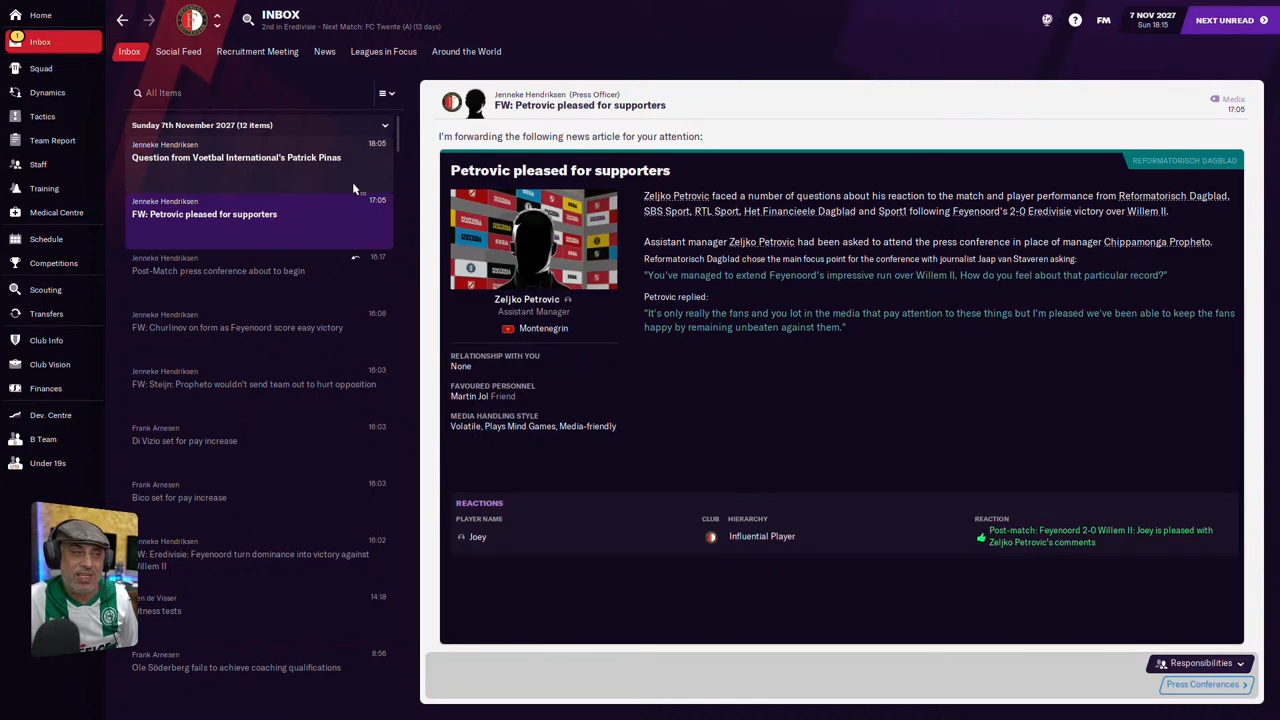 Home
1
Inbox
Squad
Dynamics
Tactics
Team Report
Staff
Training
Medical Centre
Schedule
Competitions
Scouting
Transfers
Club Info
Club Vision
Finances
Dev. Centre
B Team
Under 19s
INBOX
2nd in Eredivisie - Next Match: FC Twente (A) (13 days)
FM
7 NOV 2027
Sun 18:15
NEXT UNREAD
Inbox
Social Feed
Recruitment Meeting
News
Leagues in Focus
Around the World
All Items
Sunday 7th November 2027 (12 items)
Jenneke Hendriksen 18:05
Question from Voetbal International's Patrick Pinas
Jenneke Hendriksen 17:05
FW: Petrovic pleased for supporters
Jenneke Hendriksen 16:17
Post-Match press conference about to begin
Jenneke Hendriksen 16:08
FW: Churlinov on form as Feyenoord score easy victory
Jenneke Hendriksen 16:03
FW: Steijn: Propheto wouldn't send team out to hurt opposition
Frank Arnesen 16:03
Di Vizio set for pay increase
Frank Arnesen 16:03
Bico set for pay increase
Hendriksen 16:02
W: Eredivisie: Feyenoord turn dominance into victory against
Willem II
en de Visser 14:18
itness tests
Frank Arnesen 8:56
Ole Söderberg fails to achieve coaching qualifications
Jenneke Hendriksen (Press Officer)
FW: Petrovic pleased for supporters
Media
17:05
I'm forwarding the following news article for your attention:
REFORMATORISCH DAGBLAD
Petrovic pleased for supporters
Zeljko Petrovic
Assistant Manager
Montenegrin
RELATIONSHIP WITH YOU
None
FAVOURED PERSONNEL
Martin Jol Friend
MEDIA HANDLING STYLE
Volatile, Plays Mind Games, Media-friendly
Zeljko Petrovic faced a number of questions about his reaction to the match and player performance from Reformatorisch Dagblad,
SBS Sport, RTL Sport, Het Financieele Dagblad and Sport1 following Feyenoord's 2-0 Eredivisie victory over Willem II.
Assistant manager Zeljko Petrovic had been asked to attend the press conference in place of manager Chippamonga Propheto.
Reformatorisch Dagblad chose the main focus point for the conference with journalist Jaap van Staveren asking:
"You've managed to extend Feyenoord's impressive run over Willem II. How do you feel about that particular record?"
Petrovic replied:
"It's only really the fans and you lot in the media that pay attention to these things but I'm pleased we've been able to keep the fans
happy by remaining unbeaten against them."
REACTIONS
PLAYER NAME CLUB HIERARCHY REACTION
Joey Influential Player Post-match: Feyenoord 2-0 Willem II: Joey is pleased with
Zeljko Petrovic's comments
Responsibilities
Press Conferences